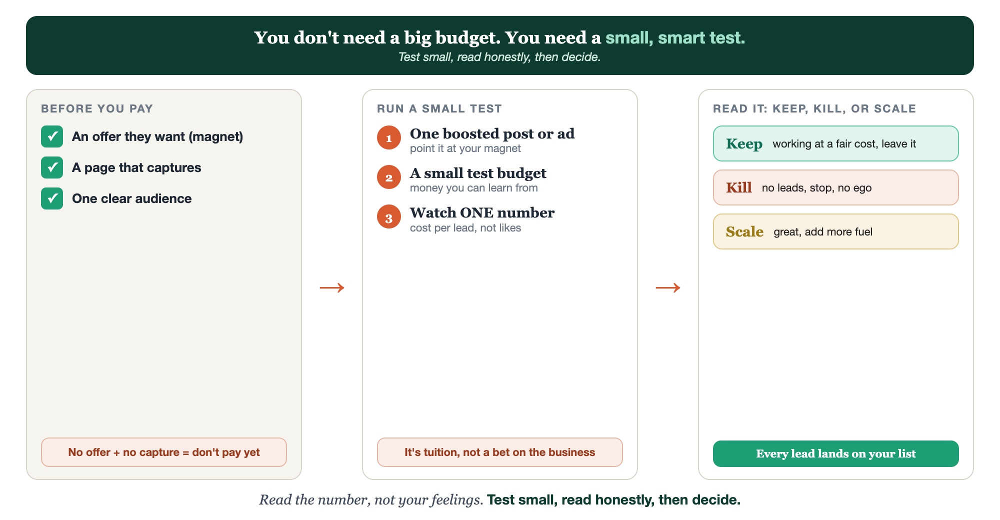 You don't need a big budget. You need a small, smart test.
Test small, read honestly, then decide.
BEFORE YOU PAY
An offer they want (magnet)
A page that captures
One clear audience
No offer + no capture = don't pay yet
→
RUN A SMALL TEST
1 One boosted post or ad
point it at your magnet
2 A small test budget
money you can learn from
3 Watch ONE number
cost per lead, not likes
It's tuition, not a bet on the business
→
READ IT: KEEP, KILL, OR SCALE
Keep working at a fair cost, leave it
Kill no leads, stop, no ego
Scale great, add more fuel
Every lead lands on your list
Read the number, not your feelings. Test small, read honestly, then decide.